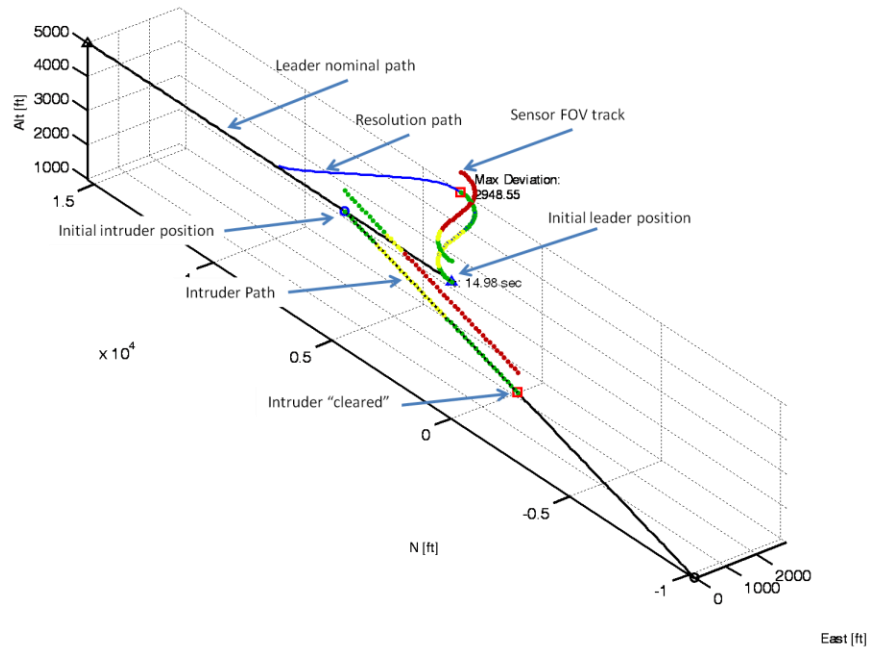 5000
4000
3000
2000
1000
Alt [ft]
Leader nominal path
Resolution path
Sensor FOV track
Max Deviation:
2948.55
1.5
Initial intruder position
Initial leader position
1
: 14.98 sec
Intruder Path
x 10⁴
0.5
Intruder “cleared”
0
-0.5
N [ft]
-1
0
1000
2000
East [ft]